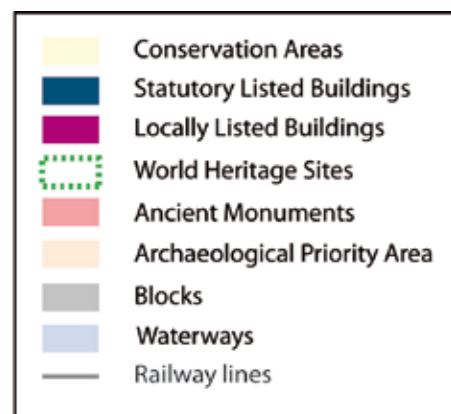 Conservation Areas
Statutory Listed Buildings
Locally Listed Buildings
World Heritage Sites
Ancient Monuments
Archaeological Priority Area
Blocks
Waterways
Railway lines